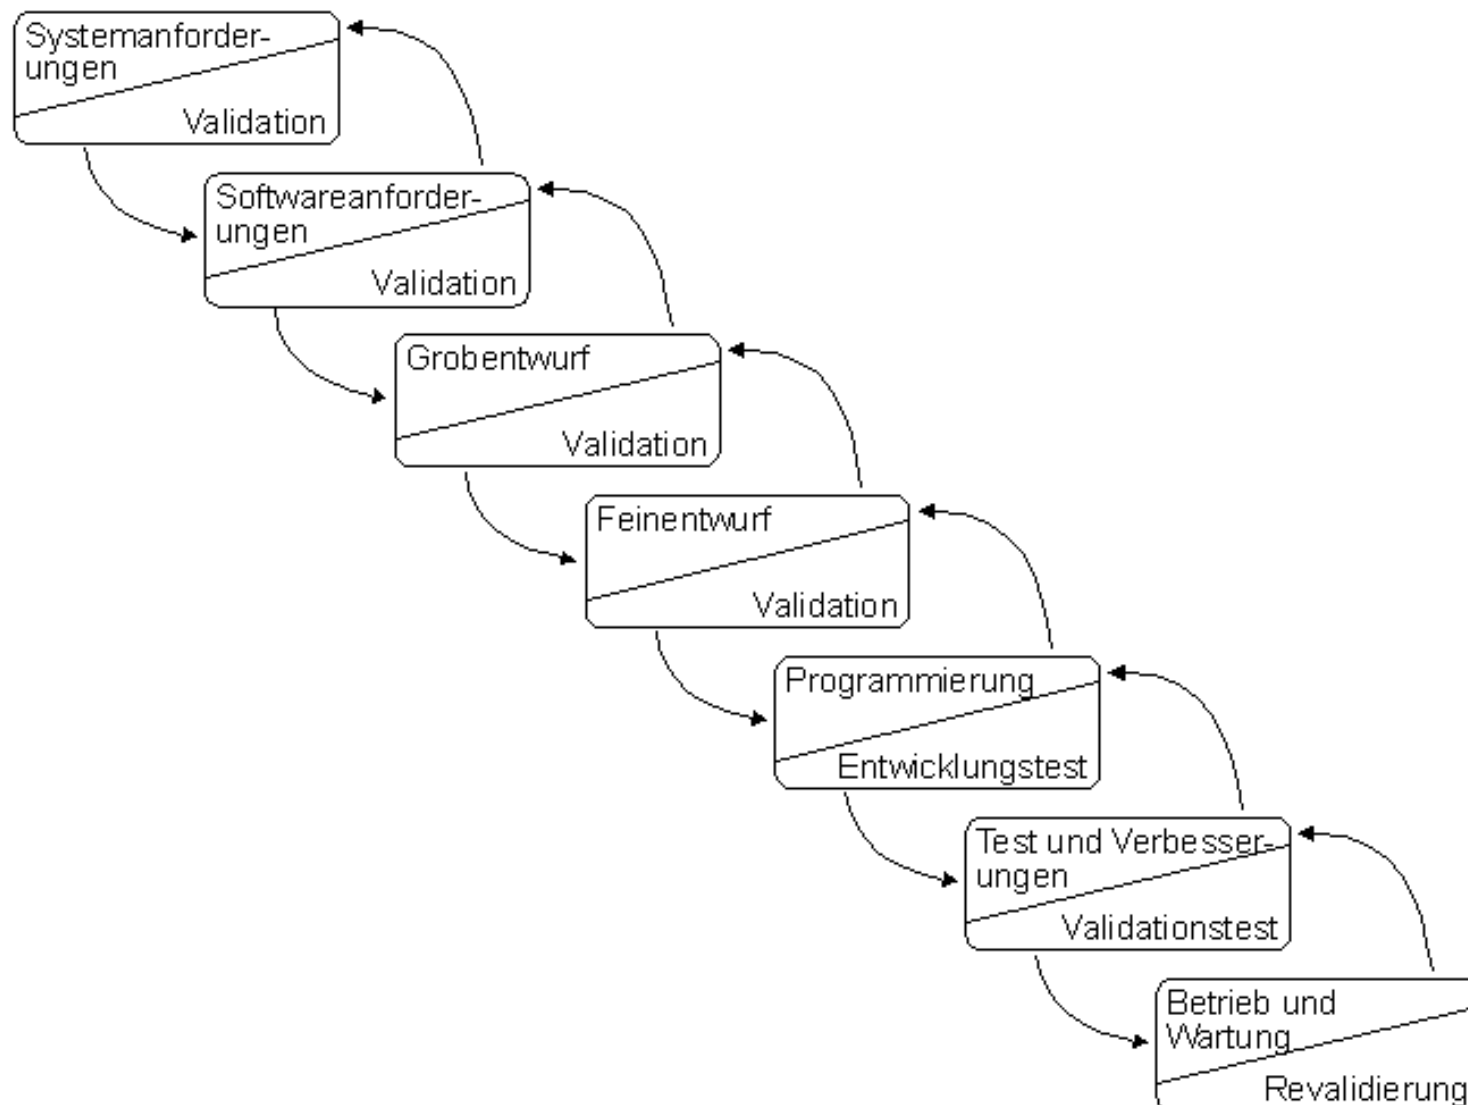 Systemanforder-
ungen
Validation
Softwareanforder-
ungen
Validation
Grobentwurf
Validation
Feinentwurf
Validation
Programmierung
Entwicklungstest
Test und Verbesser-
ungen
Validationstest
Betrieb und
Wartung
Revalidierung